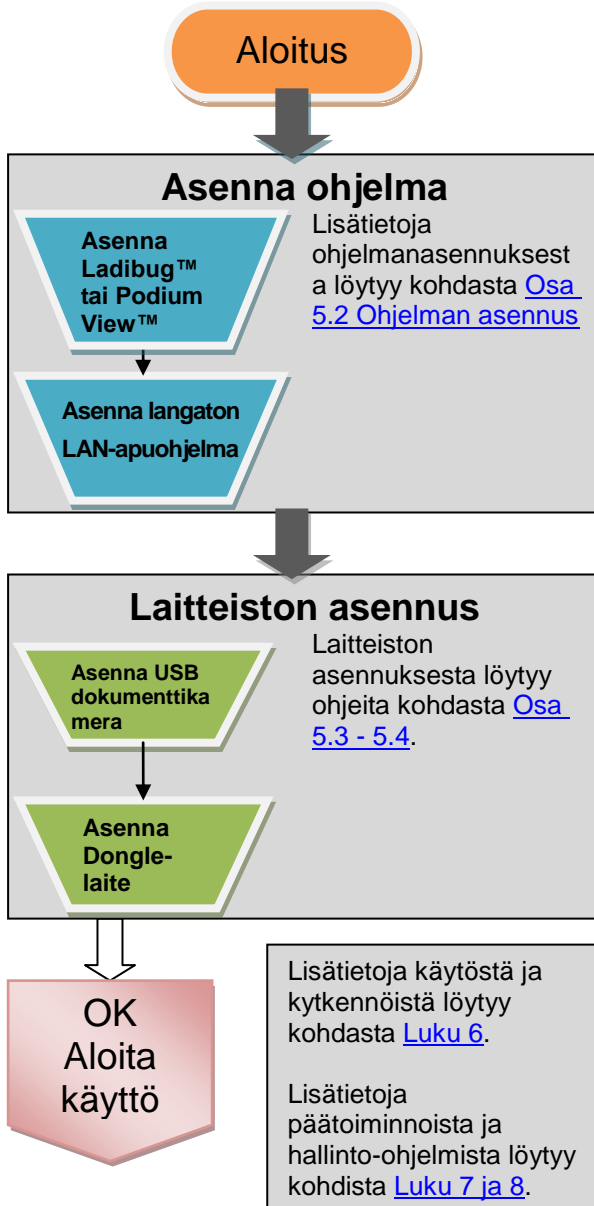 Aloitus
Asenna ohjelma
Asenna
Ladibug™
tai Podium
View™
Asenna langaton
LAN-apuohjelma
Lisätietoja
ohjelmanasennuksest
a löytyy kohdasta Osa
5.2 Ohjelman asennus
Laitteiston asennus
Asenna USB
dokumenttika
mera
Asenna
Dongle-
laite
Laitteiston
asennuksesta löytyy
ohjeita kohdasta Osa
5.3 - 5.4.
OK
Aloita
käyttö
Lisätietoja käytöstä ja
kytkennöistä löytyy
kohdasta Luku 6.
Lisätietoja
päätoiminnoista ja
hallinto-ohjelmista löytyy
kohdista Luku 7 ja 8.